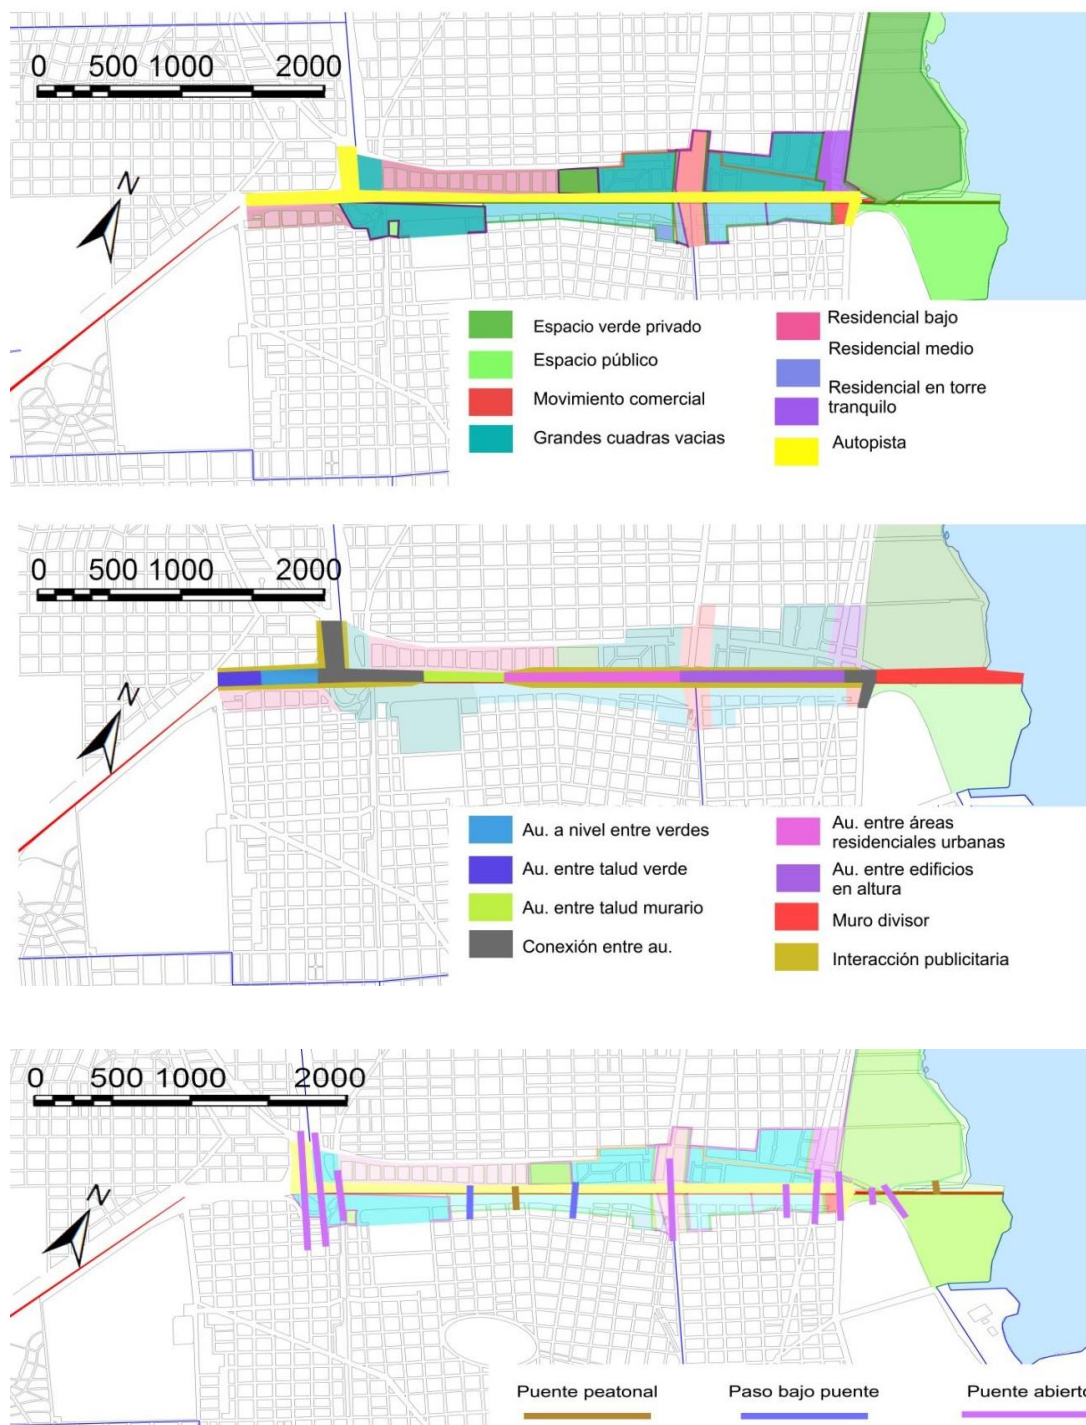 0 500 1000 2000
N
Espacio verde privado
Espacio público
Movimiento comercial
Grandes cuadras vacias
Residencial bajo
Residencial medio
Residencial en torre
tranquilo
Autopista
0 500 1000 2000
N
Au. a nivel entre verdes
Au. entre talud verde
Au. entre talud murario
Conexión entre au.
Au. entre áreas
residenciales urbanas
Au. entre edificios
en altura
Muro divisor
Interacción publicitaria
0 500 1000 2000
N
Puente peatonal Paso bajo puente Puente abierto